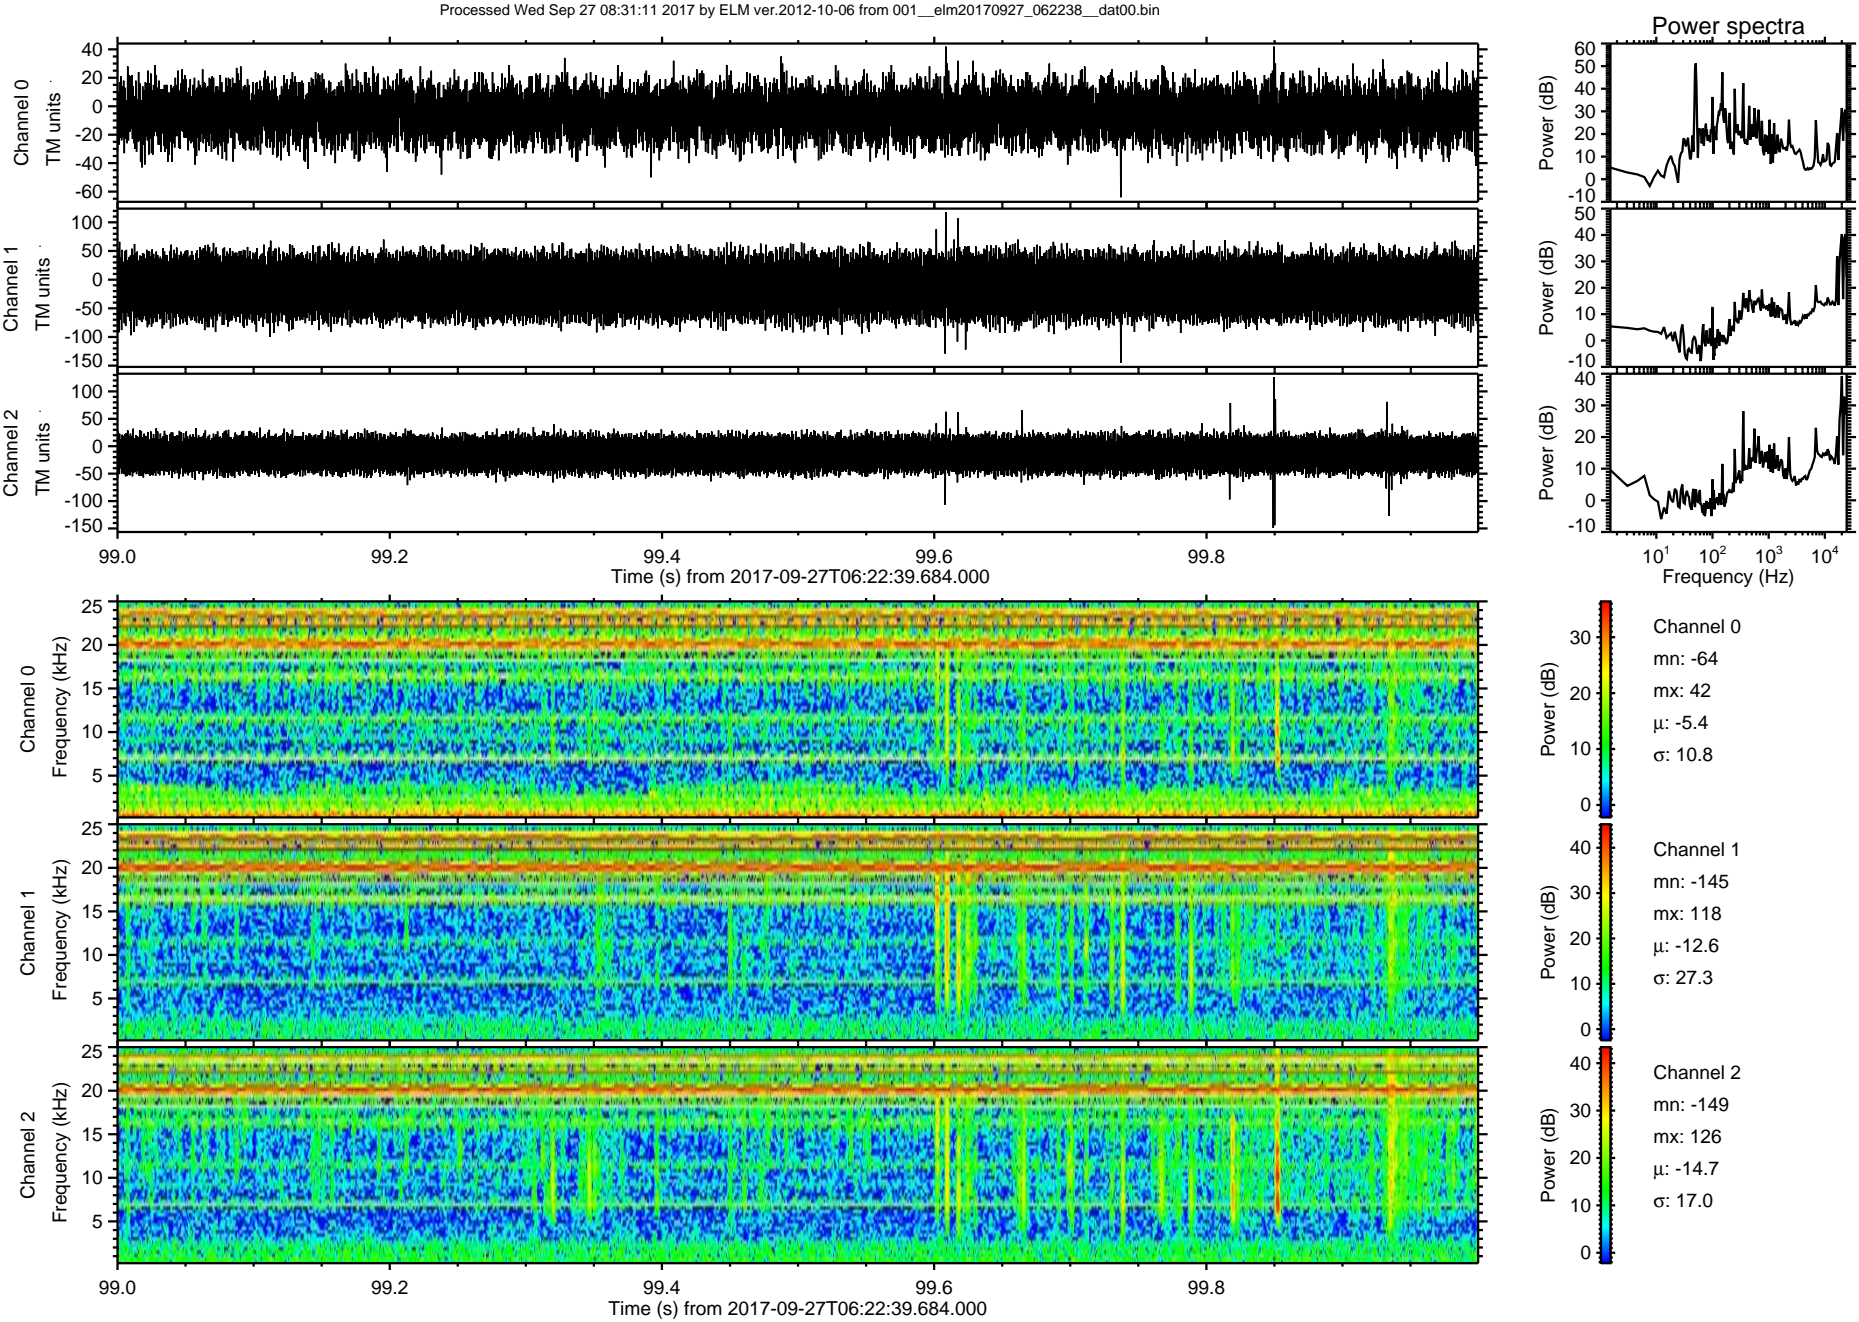 Processed Wed Sep 27 08:31:11 2017 by ELM ver.2012-10-06 from 001__elm20170927_062238__dat00.bin
Power spectra
Channel 0
TM units
40
20
0
-20
-40
-60
Power (dB)
60
50
40
30
20
10
0
-10
Channel 1
TM units
100
50
0
-50
-100
-150
Power (dB)
50
40
30
20
10
0
-10
Channel 2
TM units
100
50
0
-50
-100
-150
Power (dB)
40
30
20
10
0
-10
99.0 99.2 99.4 99.6 99.8
Time (s) from 2017-09-27T06:22:39.684.000
10^1 10^2 10^3 10^4
Frequency (Hz)
Channel 0
Frequency (kHz)
25
20
15
10
5
Power (dB)
30
20
10
0
Channel 0
mn: -64
mx: 42
μ: -5.4
σ: 10.8
Channel 1
Frequency (kHz)
25
20
15
10
5
Power (dB)
40
30
20
10
0
Channel 1
mn: -145
mx: 118
μ: -12.6
σ: 27.3
Channel 2
Frequency (kHz)
25
20
15
10
5
Power (dB)
40
30
20
10
0
Channel 2
mn: -149
mx: 126
μ: -14.7
σ: 17.0
99.0 99.2 99.4 99.6 99.8
Time (s) from 2017-09-27T06:22:39.684.000